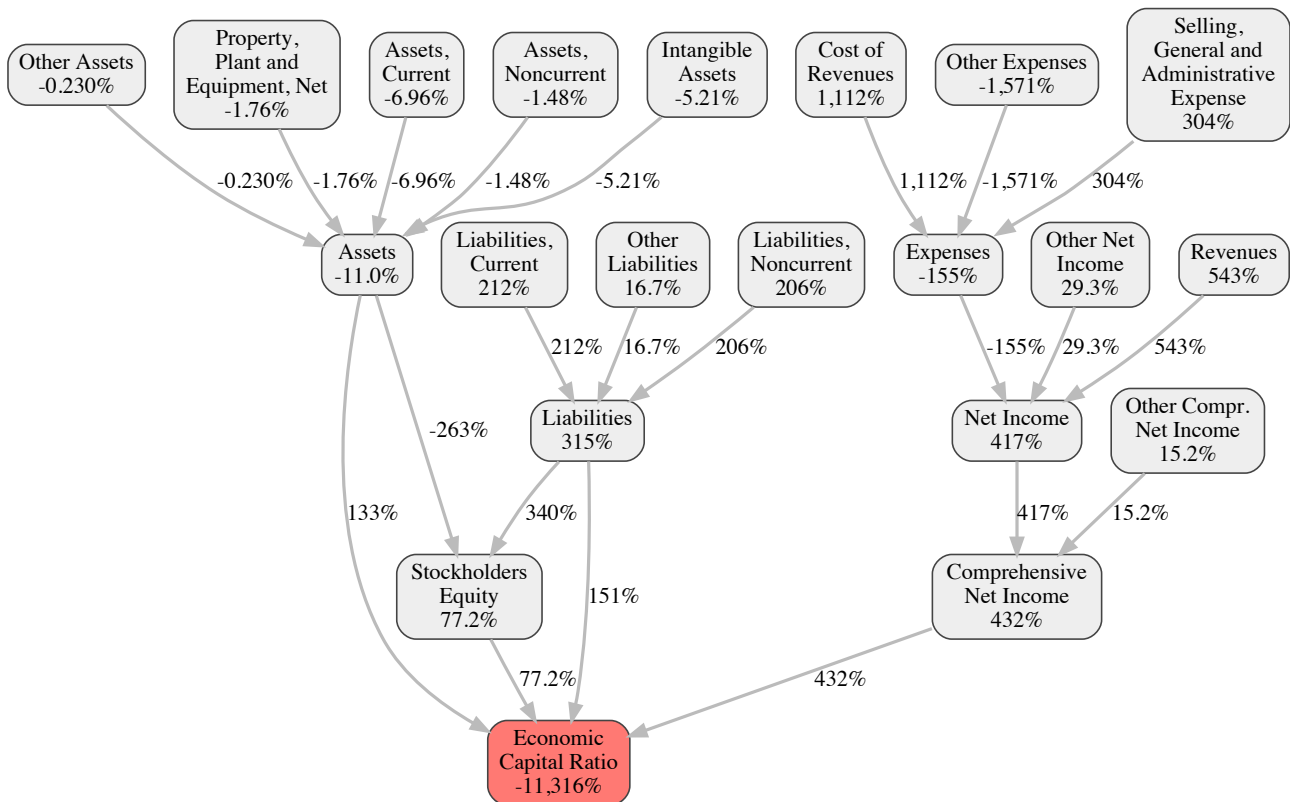 Other Assets
-0.230%
Property,
Plant and
Equipment, Net
-1.76%
Assets,
Current
-6.96%
Assets,
Noncurrent
-1.48%
Intangible
Assets
-5.21%
Cost of
Revenues
1,112%
Other Expenses
-1,571%
Selling,
General and
Administrative
Expense
304%
-0.230%
-1.76%
-6.96%
-1.48%
-5.21%
1,112%
-1,571%
304%
Assets
-11.0%
Liabilities,
Current
212%
Other
Liabilities
16.7%
Liabilities,
Noncurrent
206%
Expenses
-155%
Other Net
Income
29.3%
Revenues
543%
212%
16.7%
206%
-155%
29.3%
543%
-263%
Liabilities
315%
Net Income
417%
Other Compr.
Net Income
15.2%
133%
340%
417%
15.2%
Stockholders
Equity
77.2%
151%
Comprehensive
Net Income
432%
77.2%
432%
Economic
Capital Ratio
-11,316%